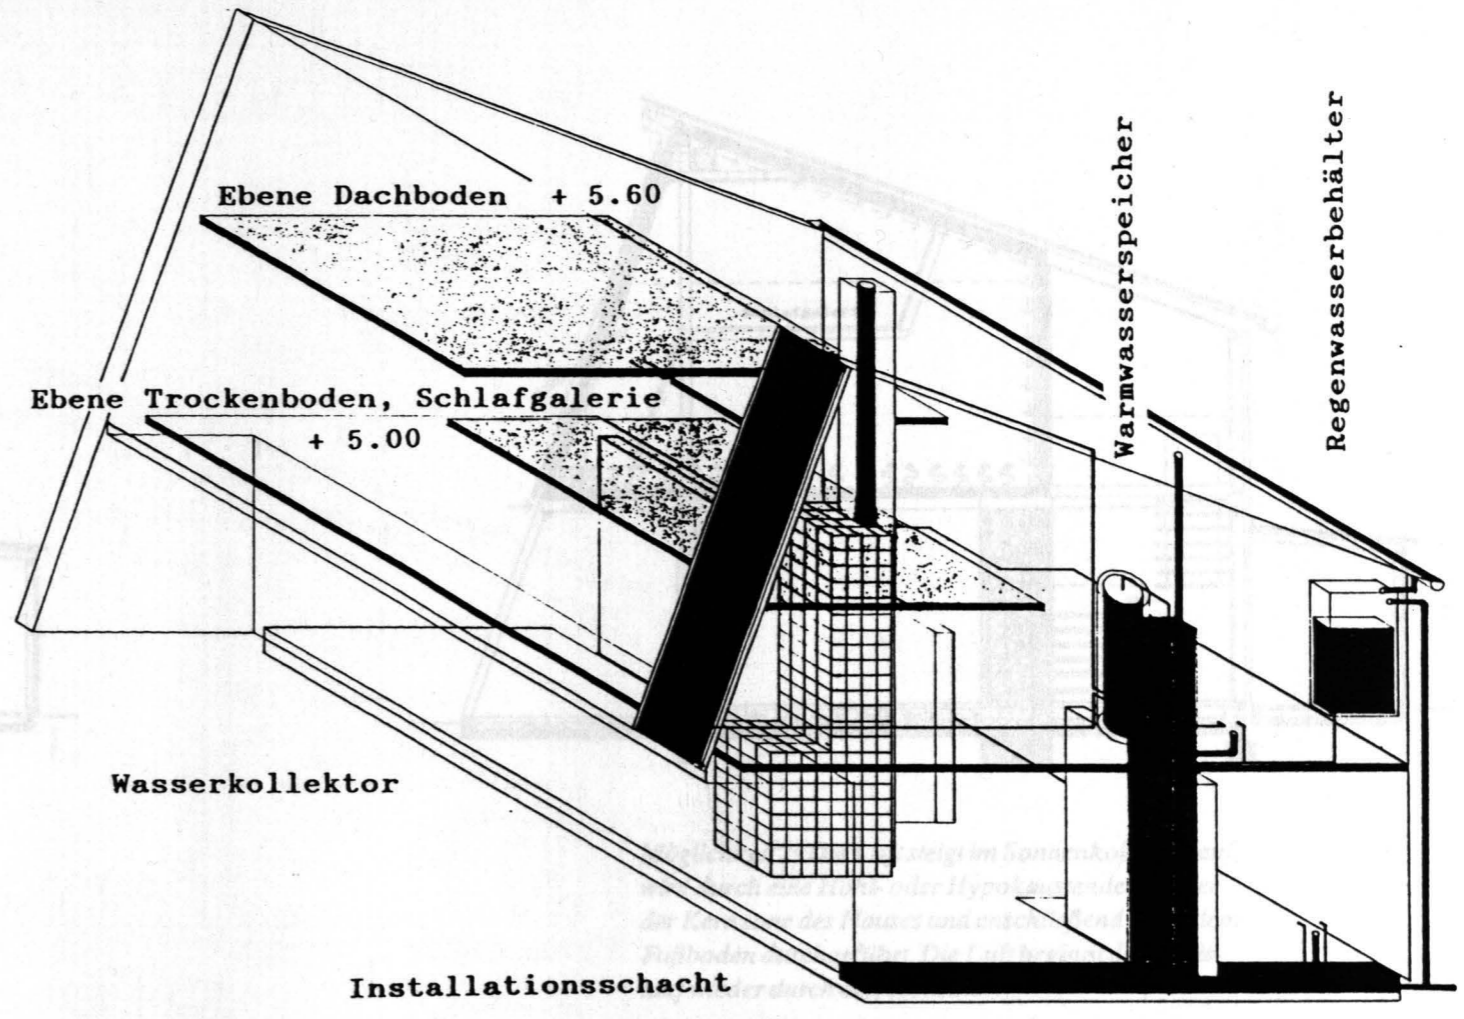 Ebene Dachboden + 5.60
Warmwasserspeicher
Regenwasserbehälter
Ebene Trockenboden, Schlafgalerie
+ 5.00
Wasserkollektor
Installationsschacht